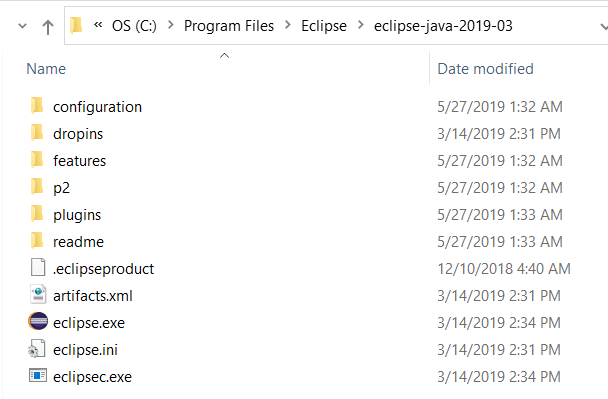 « OS (C:) > Program Files > Eclipse > eclipse-java-2019-03
Name Date modified
configuration 5/27/2019 1:32 AM
dropins 3/14/2019 2:31 PM
features 5/27/2019 1:32 AM
p2 5/27/2019 1:32 AM
plugins 5/27/2019 1:33 AM
readme 5/27/2019 1:33 AM
.eclipseproduct 12/10/2018 4:40 AM
artifacts.xml 3/14/2019 2:31 PM
eclipse.exe 3/14/2019 2:34 PM
eclipse.ini 3/14/2019 2:31 PM
eclipsec.exe 3/14/2019 2:34 PM